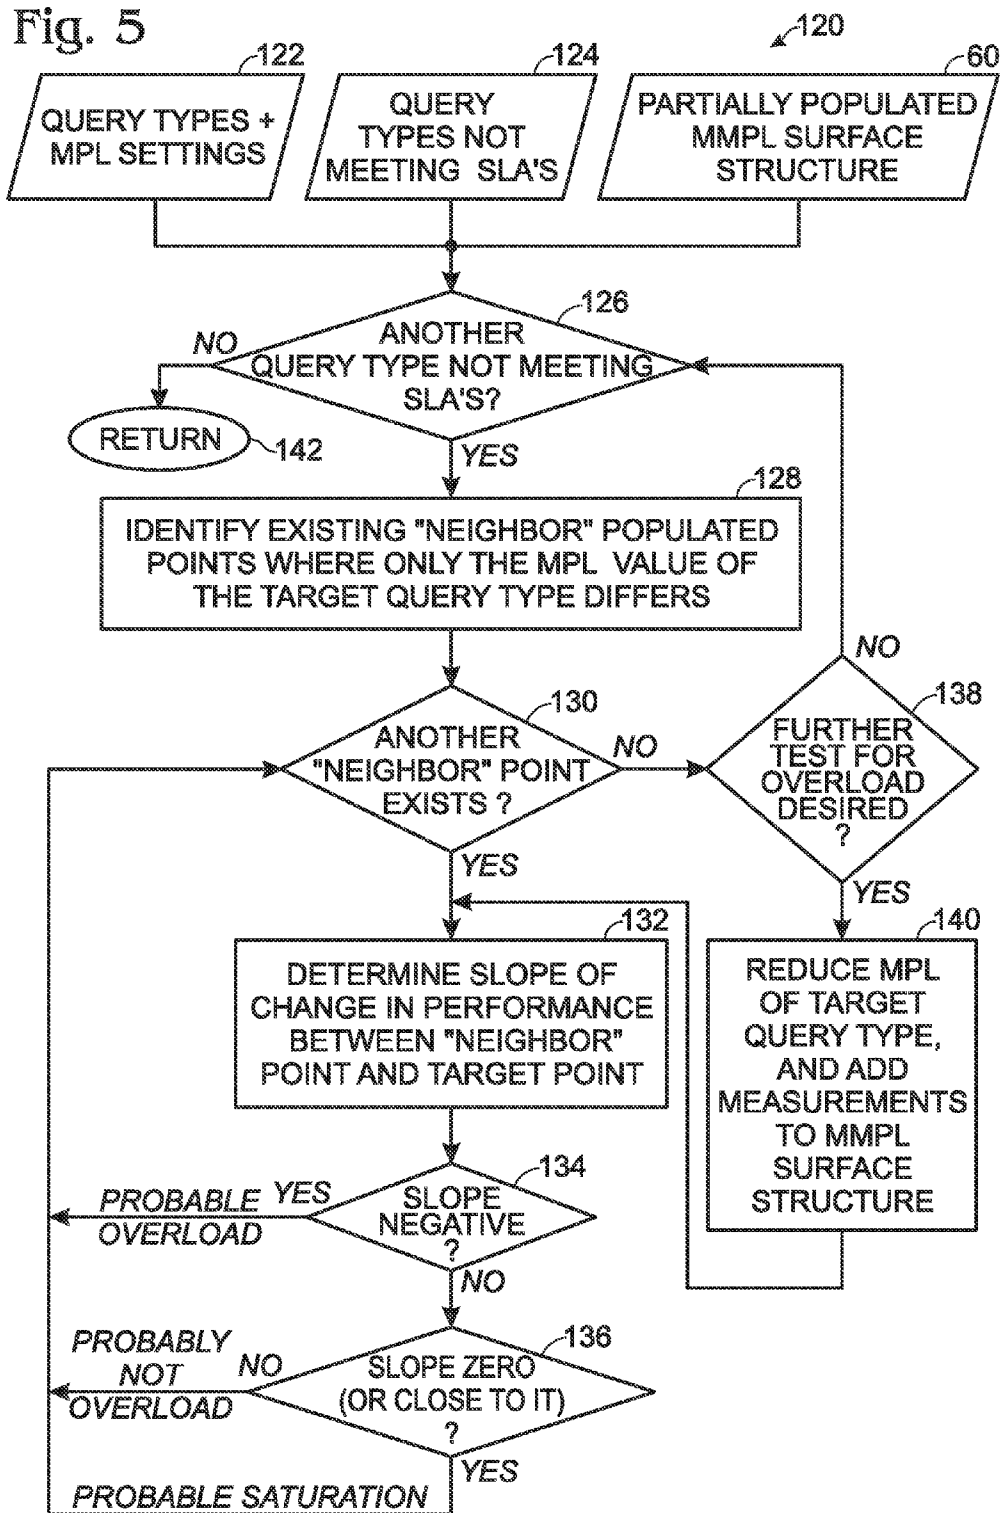 Fig. 5
120
122
124
60
QUERY TYPES +
MPL SETTINGS
QUERY
TYPES NOT
MEETING SLA'S
PARTIALLY POPULATED
MMPL SURFACE
STRUCTURE
126
NO
ANOTHER
QUERY TYPE NOT MEETING
SLA'S?
RETURN
142
YES
128
IDENTIFY EXISTING "NEIGHBOR" POPULATED
POINTS WHERE ONLY THE MPL VALUE OF
THE TARGET QUERY TYPE DIFFERS
NO
130
138
ANOTHER
"NEIGHBOR" POINT
EXISTS ?
NO
FURTHER
TEST FOR
OVERLOAD
DESIRED
?
YES
YES
132
140
DETERMINE SLOPE OF
CHANGE IN PERFORMANCE
BETWEEN "NEIGHBOR"
POINT AND TARGET POINT
REDUCE MPL
OF TARGET
QUERY TYPE,
AND ADD
MEASUREMENTS
TO MMPL
SURFACE
STRUCTURE
134
PROBABLE
OVERLOAD
YES
SLOPE
NEGATIVE
?
NO
136
PROBABLY
NOT
OVERLOAD
NO
SLOPE ZERO
(OR CLOSE TO IT)
?
YES
PROBABLE SATURATION